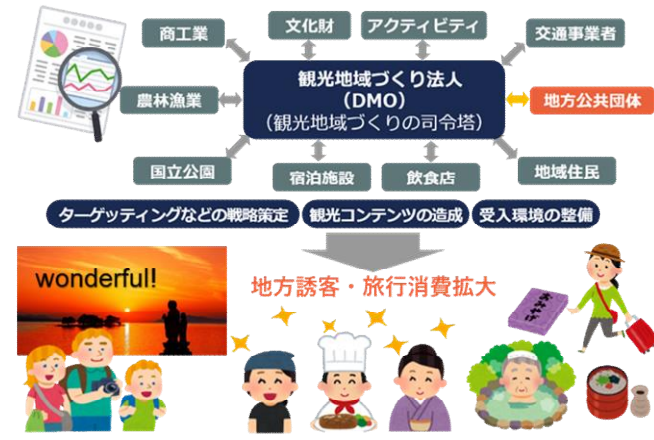 商工業
文化財
アクティビティ
交通事業者
観光地域づくり法人
（DMO）
（観光地域づくりの司令塔）
農林漁業
地方公共団体
国立公園
宿泊施設
飲食店
地域住民
ターゲッティングなどの戦略策定
観光コンテンツの造成
受入環境の整備
wonderful!
地方誘客・旅行消費拡大
おみやげ